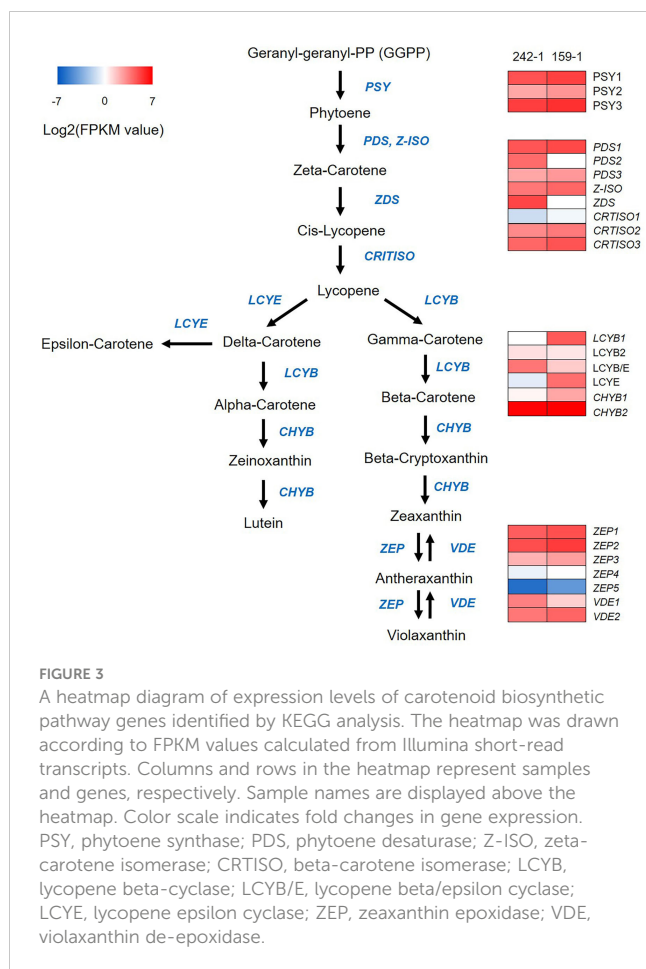 Geranyl-geranyl-PP (GGPP)
242-1 159-1
-7 0 7
Log2(FPKM value)
PSY
Phytoene
PDS, Z-ISO
Zeta-Carotene
ZDS
Cis-Lycopene
CRITISO
Lycopene
LCYE LCYB
LCYE
Epsilon-Carotene Delta-Carotene Gamma-Carotene
LCYB LCYB
Alpha-Carotene Beta-Carotene
CHYB CHYB
Zeinoxanthin Beta-Cryptoxanthin
CHYB CHYB
Lutein Zeaxanthin
ZEP VDE
Antheraxanthin
ZEP VDE
Violaxanthin
PSY1
PSY2
PSY3
PDS1
PDS2
PDS3
Z-ISO
ZDS
CRTISO1
CRTISO2
CRTISO3
LCYB1
LCYB2
LCYB/E
LCYE
CHYB1
CHYB2
ZEP1
ZEP2
ZEP3
ZEP4
ZEP5
VDE1
VDE2
FIGURE 3
A heatmap diagram of expression levels of carotenoid biosynthetic
pathway genes identified by KEGG analysis. The heatmap was drawn
according to FPKM values calculated from Illumina short-read
transcripts. Columns and rows in the heatmap represent samples
and genes, respectively. Sample names are displayed above the
heatmap. Color scale indicates fold changes in gene expression.
PSY, phytoene synthase; PDS, phytoene desaturase; Z-ISO, zeta-
carotene isomerase; CRTISO, beta-carotene isomerase; LCYB,
lycopene beta-cyclase; LCYB/E, lycopene beta/epsilon cyclase;
LCYE, lycopene epsilon cyclase; ZEP, zeaxanthin epoxidase; VDE,
violaxanthin de-epoxidase.